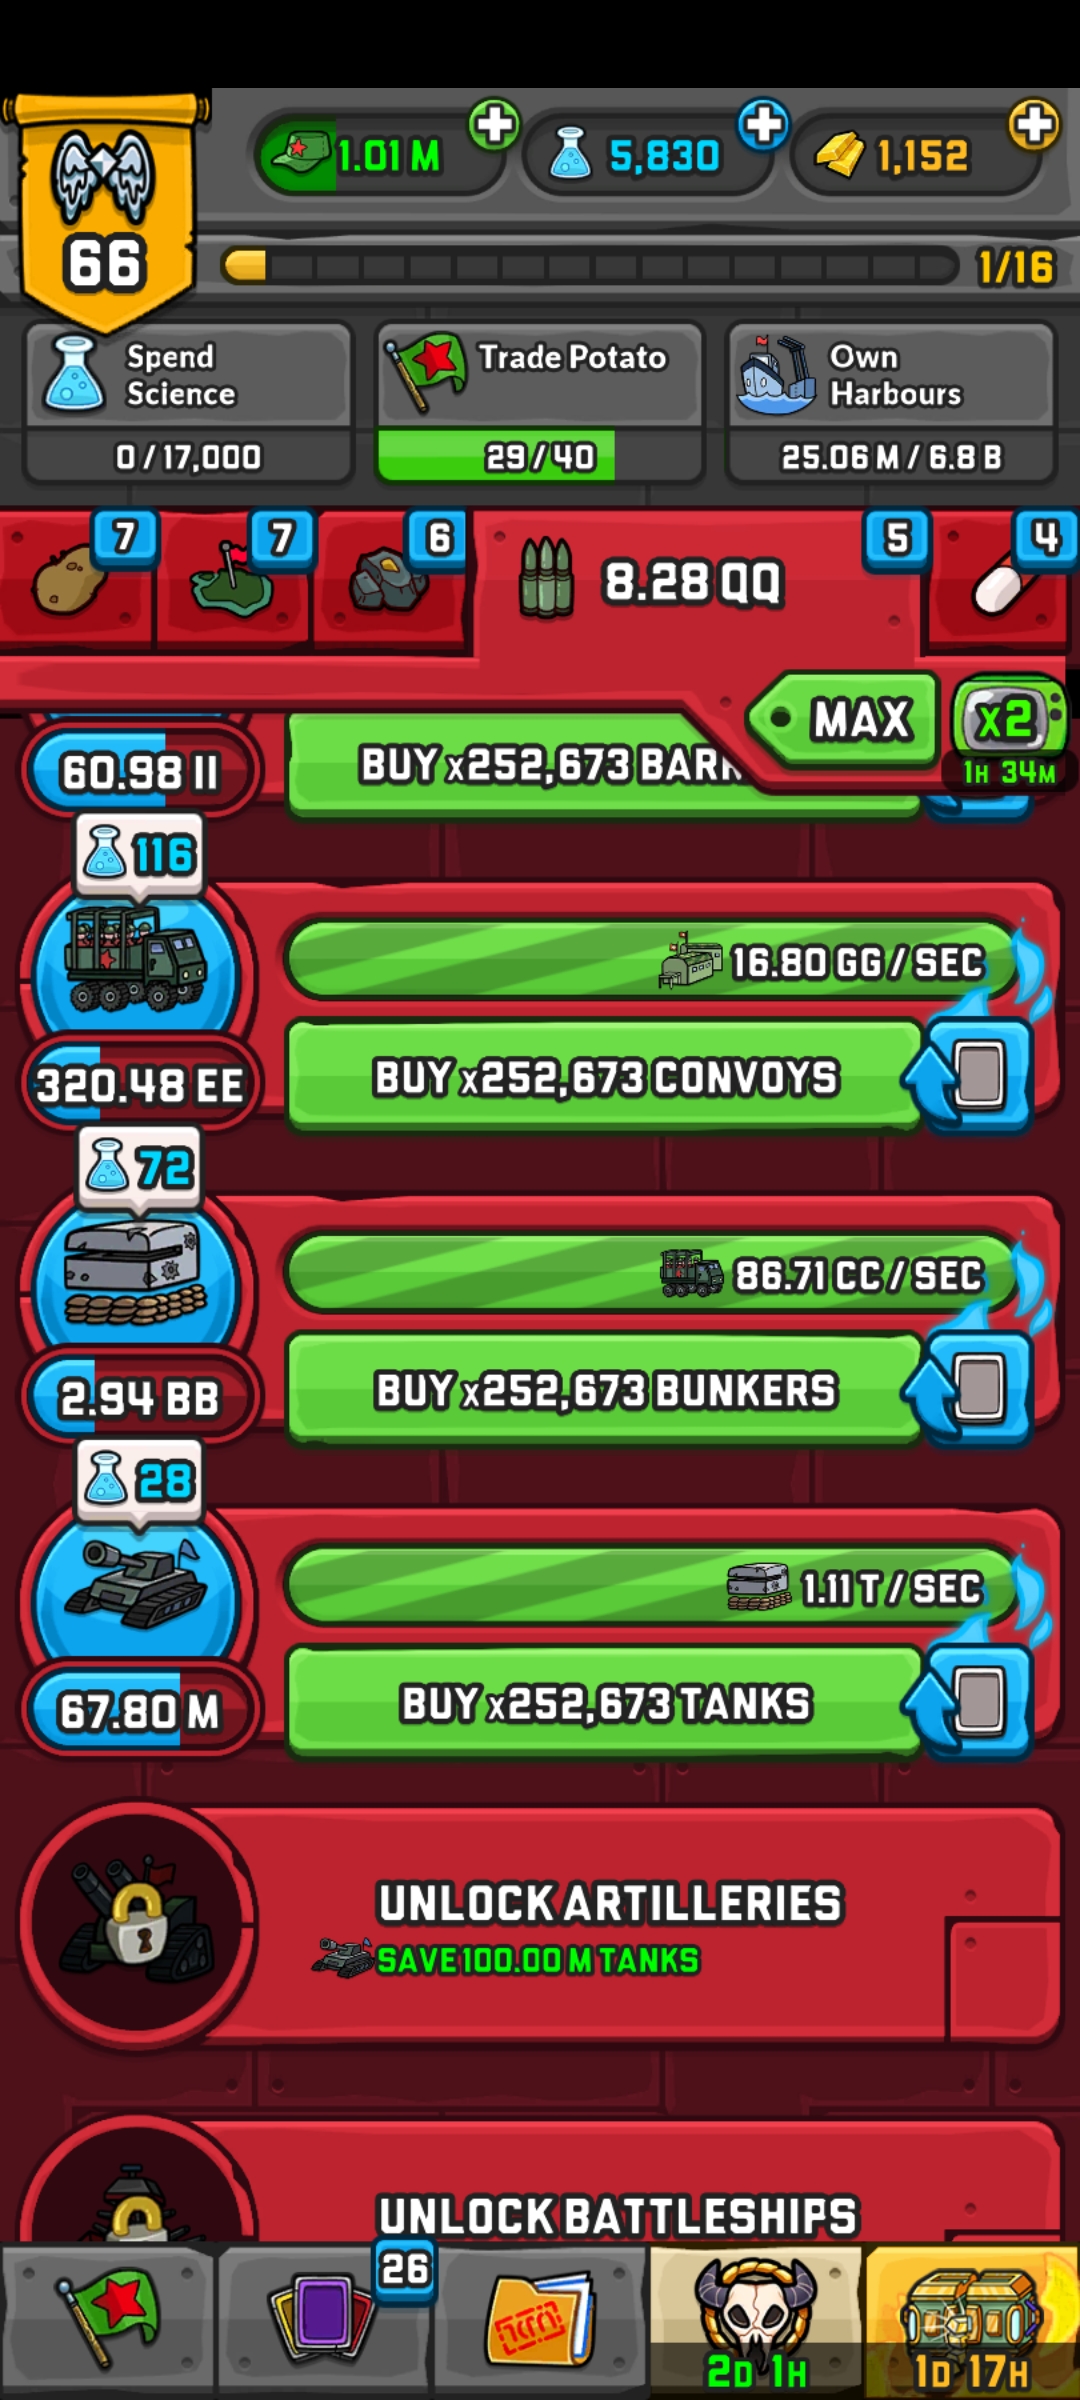 1.01 M
5,830
1,152
66
1/16
Spend
Science
0/17,000
Trade Potato
29/40
Own
Harbours
25.06 M / 6.8 B
7
7
6
8.28 QQ
5
4
MAX
x2
1H 34M
60.98 II
BUY x252,673
116
16.80 GG / SEC
320.48 EE
BUY x252,673 CONVOYS
72
86.71 CC / SEC
2.94 BB
BUY x252,673 BUNKERS
28
1.11 T / SEC
67.80 M
BUY x252,673 TANKS
UNLOCK ARTILLERIES
SAVE 100.00 M TANKS
UNLOCK BATTLESHIPS
26
2D 1H
1D 17H